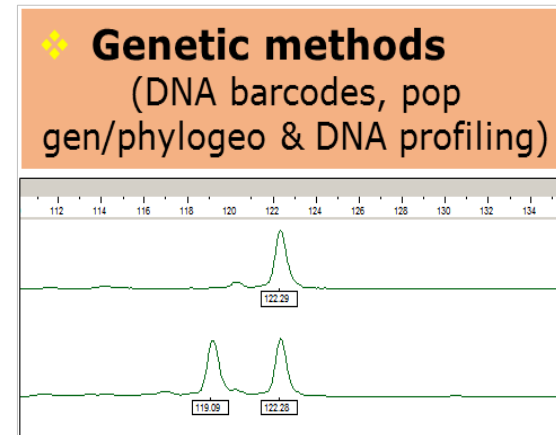 Genetic methods
(DNA barcodes, pop
gen/phylogeo & DNA profiling)
112 114 116 118 120 122 124 126 128 130 132 134
122.29
119.09 122.28